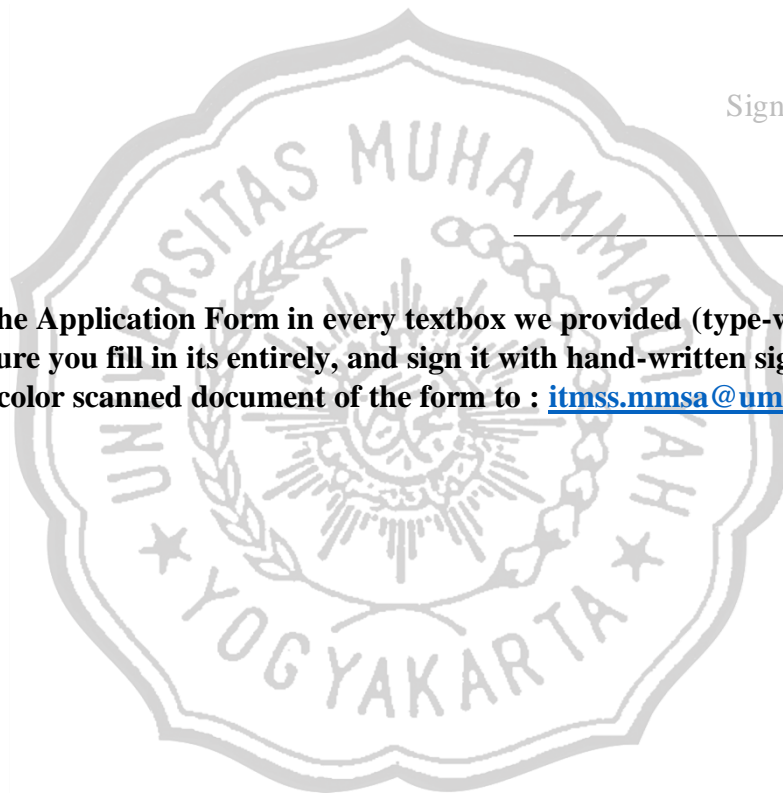 Sign
he Application Form in every textbox we provided (type-w
ure you fill in its entirely, and sign it with hand-written sig
color scanned document of the form to : itmss.mmsa@um
UNIVERSITAS MUHAMMADIYAH
YOGYAKARTA